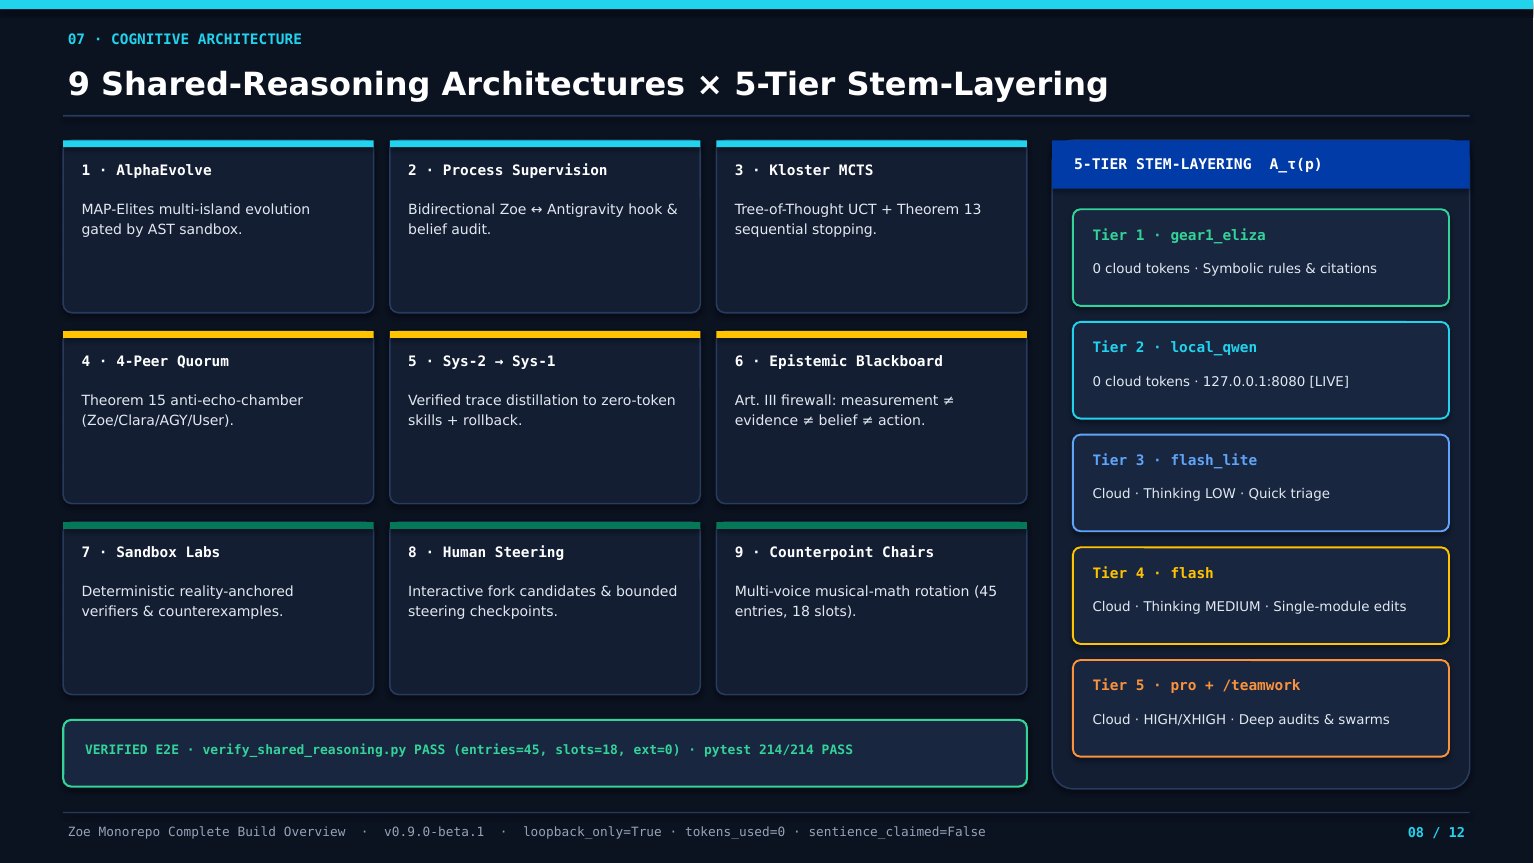 07 · COGNITIVE ARCHITECTURE
9 Shared-Reasoning Architectures × 5-Tier Stem-Layering
1 · AlphaEvolve
MAP-Elites multi-island evolution
gated by AST sandbox.
2 · Process Supervision
Bidirectional Zoe ↔ Antigravity hook &
belief audit.
3 · Kloster MCTS
Tree-of-Thought UCT + Theorem 13
sequential stopping.
4 · 4-Peer Quorum
Theorem 15 anti-echo-chamber
(Zoe/Clara/AGY/User).
5 · Sys-2 → Sys-1
Verified trace distillation to zero-token
skills + rollback.
6 · Epistemic Blackboard
Art. III firewall: measurement ≠
evidence ≠ belief ≠ action.
7 · Sandbox Labs
Deterministic reality-anchored
verifiers & counterexamples.
8 · Human Steering
Interactive fork candidates & bounded
steering checkpoints.
9 · Counterpoint Chairs
Multi-voice musical-math rotation (45
entries, 18 slots).
VERIFIED E2E · verify_shared_reasoning.py PASS (entries=45, slots=18, ext=0) · pytest 214/214 PASS
5-TIER STEM-LAYERING A_τ(p)
Tier 1 · gear1_eliza
0 cloud tokens · Symbolic rules & citations
Tier 2 · local_qwen
0 cloud tokens · 127.0.0.1:8080 [LIVE]
Tier 3 · flash_lite
Cloud · Thinking LOW · Quick triage
Tier 4 · flash
Cloud · Thinking MEDIUM · Single-module edits
Tier 5 · pro + /teamwork
Cloud · HIGH/XHIGH · Deep audits & swarms
Zoe Monorepo Complete Build Overview · v0.9.0-beta.1 · loopback_only=True · tokens_used=0 · sentience_claimed=False
08 / 12